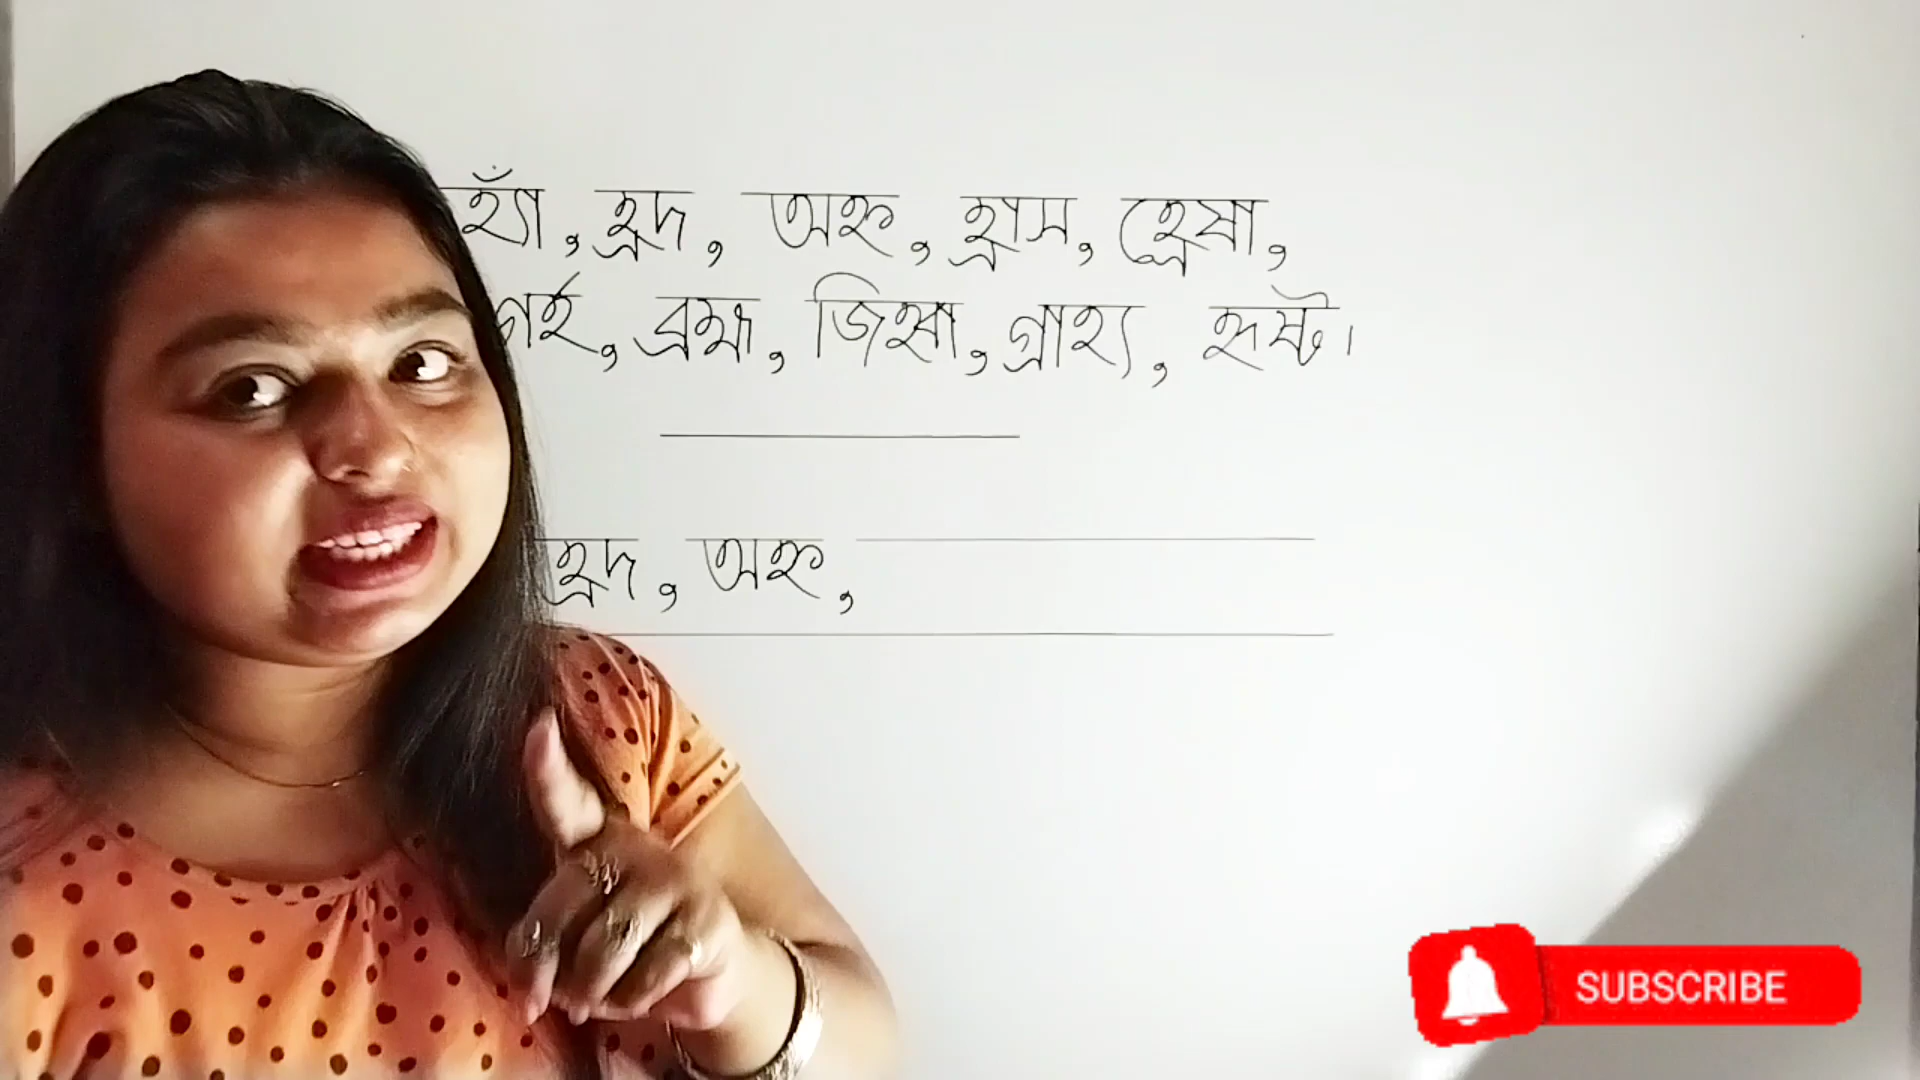 হ্যাঁ, হ্রদ, অহ্ন, হ্রাস, হ্রেষা,
ব্রহ্ম, জিহ্বা, গ্রাহ্য, হৃষ্ট।
হ্রদ, অহ্ন,
SUBSCRIBE